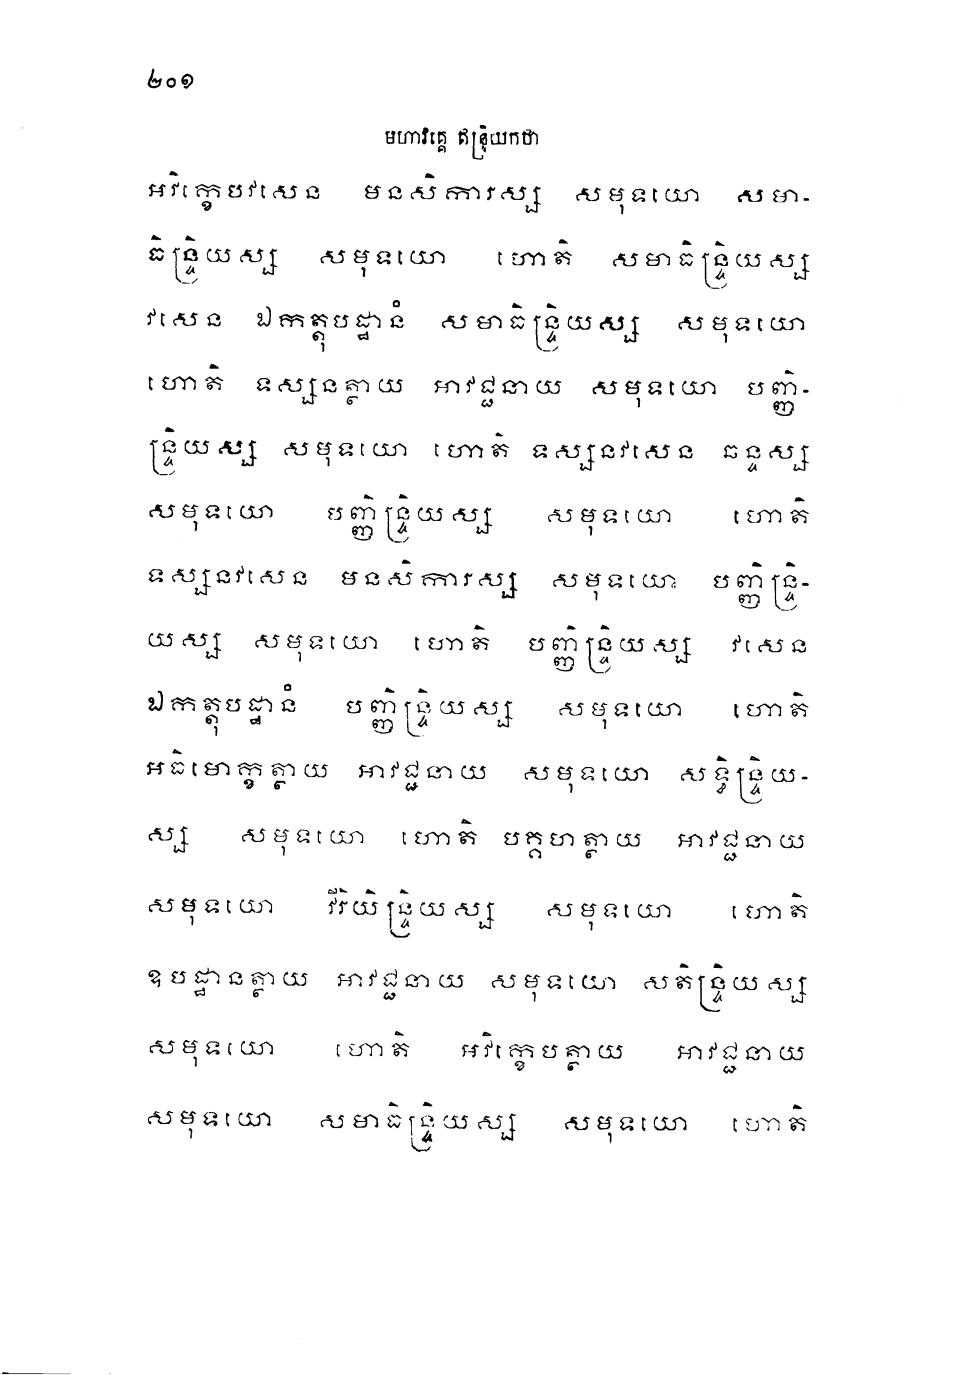 ២០១
មហាវគ្គេ ឥន្ទ្រិយកថា
អវិក្ខេបវសេន មនសិការស្ស សមុទយោ សមា-
ធិន្ទ្រិយស្ស សមុទយោ ហោតិ សមាធិន្ទ្រិយស្ស
វសេន ឯកត្តុបដ្ឋានំ សមាធិន្ទ្រិយស្ស សមុទយោ
ហោតិ ទស្សនត្ថាយ អាវជ្ជនាយ សមុទយោ បញ្ញិ-
ន្ទ្រិយស្ស សមុទយោ ហោតិ ទស្សនវសេន ឆន្ទស្ស
សមុទយោ បញ្ញិន្ទ្រិយស្ស សមុទយោ ហោតិ
ទស្សនវសេន មនសិការស្ស សមុទយោ បញ្ញិន្ទ្រិ-
យស្ស សមុទយោ ហោតិ បញ្ញិន្ទ្រិយស្ស វសេន
ឯកត្តុបដ្ឋានំ បញ្ញិន្ទ្រិយស្ស សមុទយោ ហោតិ
អធិមោក្ខត្ថាយ អាវជ្ជនាយ សមុទយោ សទ្ធិន្ទ្រិយ-
ស្ស សមុទយោ ហោតិ បគ្គហត្ថាយ អាវជ្ជនាយ
សមុទយោ វីរិយិន្ទ្រិយស្ស សមុទយោ ហោតិ
ឧបដ្ឋានត្ថាយ អាវជ្ជនាយ សមុទយោ សតិន្ទ្រិយស្ស
សមុទយោ ហោតិ អវិក្ខេបត្ថាយ អាវជ្ជនាយ
សមុទយោ សមាធិន្ទ្រិយស្ស សមុទយោ ហោតិ